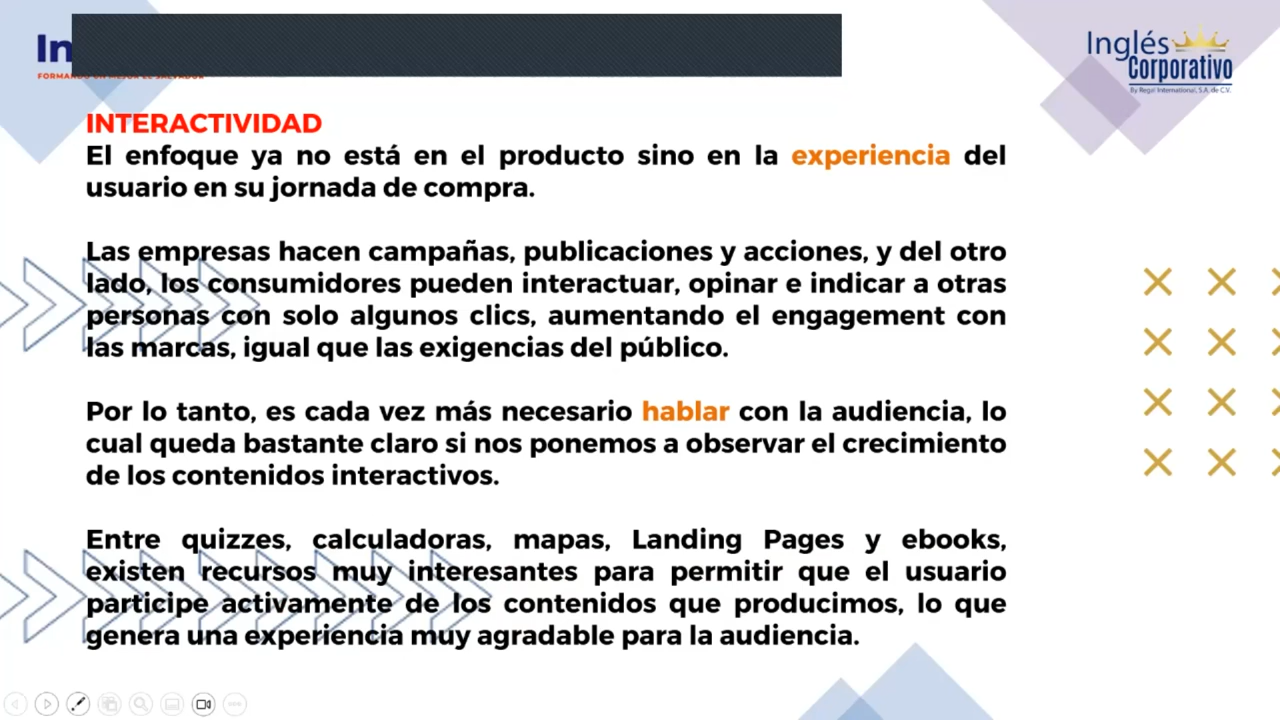 In
FORMANDO UN MEJOR EL SALVADOR
Inglés
Corporativo
By Regal International, S.A. de C.V.
INTERACTIVIDAD
El enfoque ya no está en el producto sino en la experiencia del
usuario en su jornada de compra.
Las empresas hacen campañas, publicaciones y acciones, y del otro
lado, los consumidores pueden interactuar, opinar e indicar a otras
personas con solo algunos clics, aumentando el engagement con
las marcas, igual que las exigencias del público.
Por lo tanto, es cada vez más necesario hablar con la audiencia, lo
cual queda bastante claro si nos ponemos a observar el crecimiento
de los contenidos interactivos.
Entre quizzes, calculadoras, mapas, Landing Pages y ebooks,
existen recursos muy interesantes para permitir que el usuario
participe activamente de los contenidos que producimos, lo que
genera una experiencia muy agradable para la audiencia.